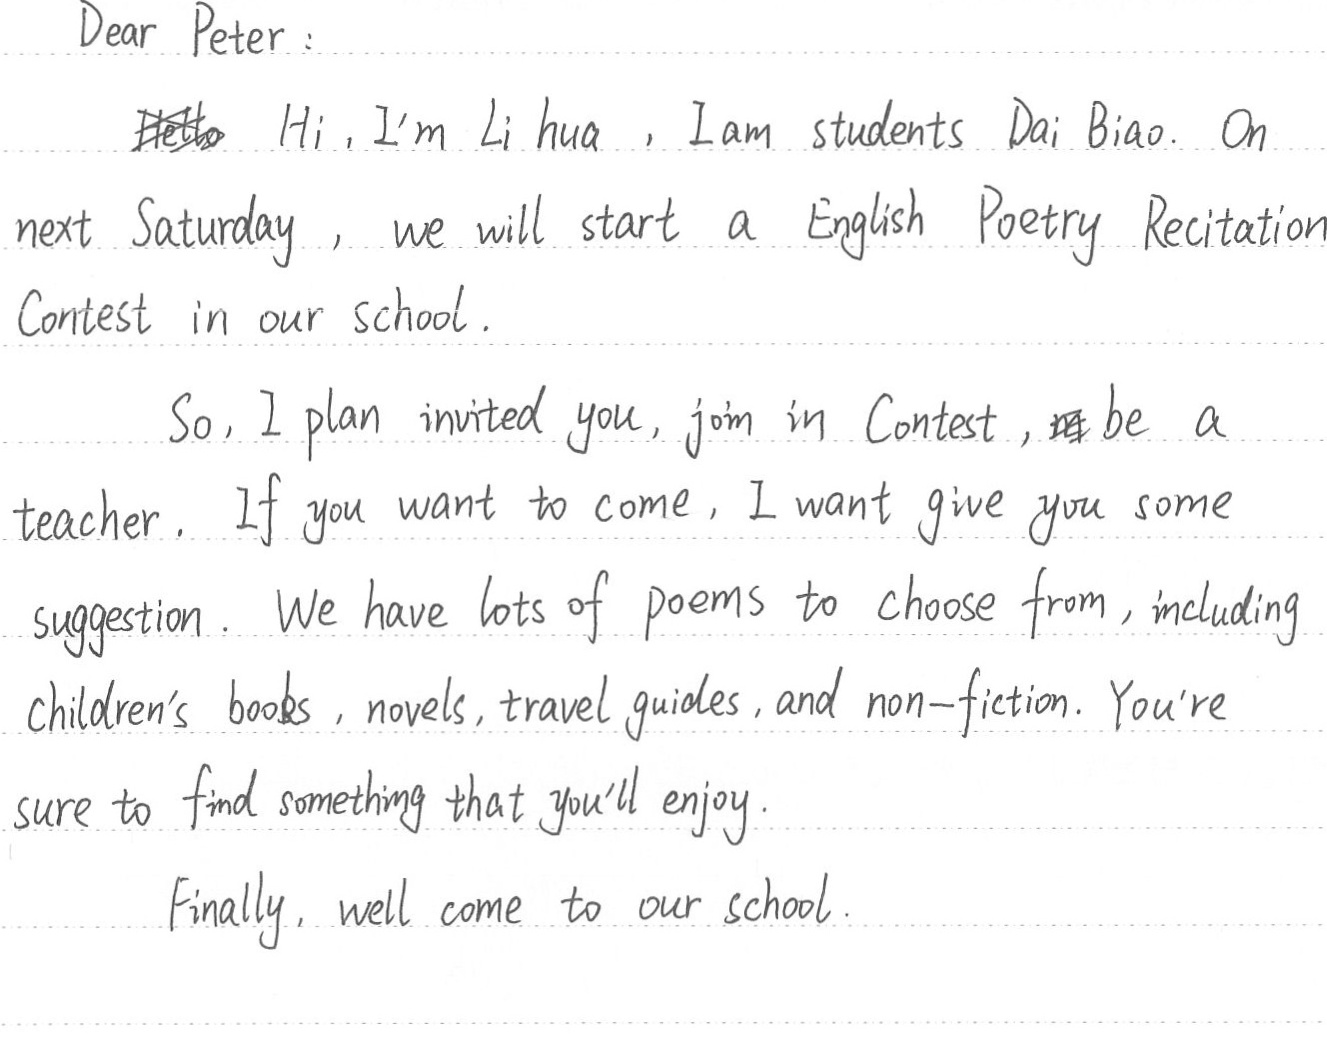 Dear Peter:
Hi, I'm Li hua, I am students Dai Biao. On
next Saturday, we will start a English Poetry Recitation
Contest in our school.
So, I plan invited you, join in Contest, be a
teacher. If you want to come, I want give you some
suggestion. We have lots of poems to choose from, including
children's books, novels, travel guides, and non-fiction. You're
sure to find something that you'll enjoy.
Finally, well come to our school.